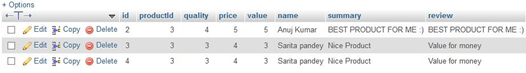 + Options
id productId quality price value name summary review
Edit Copy Delete 2 3 4 5 5 Anuj Kumar BEST PRODUCT FOR ME :) BEST PRODUCT FOR ME :)
Edit Copy Delete 3 3 3 4 3 Sarita pandey Nice Product Value for money
Edit Copy Delete 4 3 3 4 3 Sarita pandey Nice Product Value for money